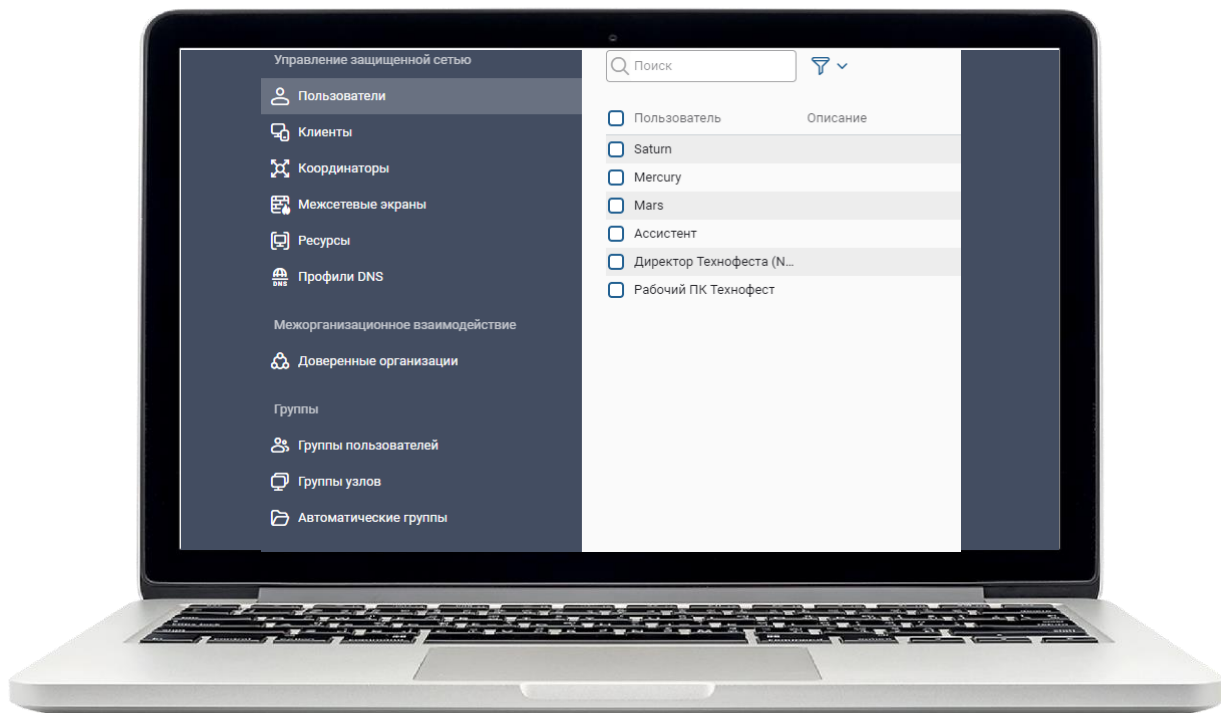 Управление защищенной сетью
Пользователи
Клиенты
Координаторы
Межсетевые экраны
Ресурсы
Профили DNS
Межорганизационное взаимодействие
Доверенные организации
Группы
Группы пользователей
Группы узлов
Автоматические группы
Поиск
Пользователь Описание
Saturn
Mercury
Mars
Ассистент
Директор Технофеста (N...
Рабочий ПК Технофест